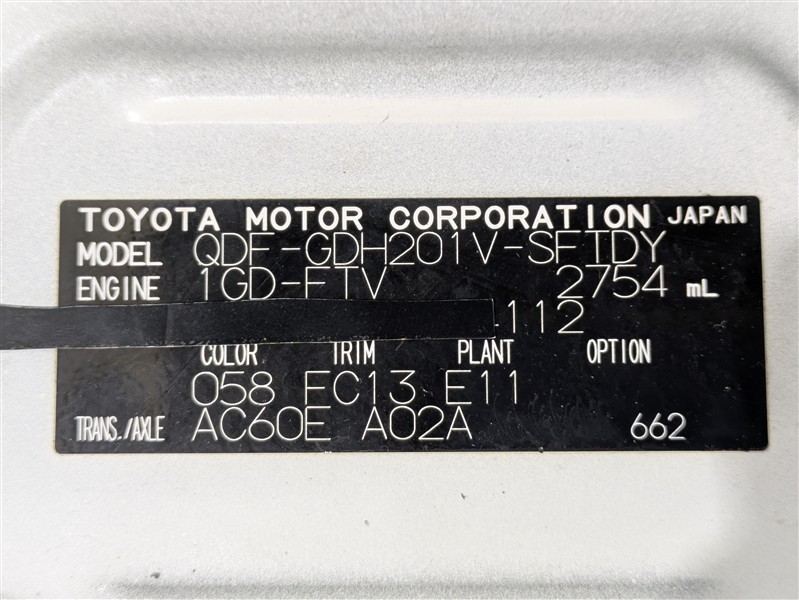 TOYOTA MOTOR CORPORATION JAPAN
MODEL QDF-GDH201V-SFTDY
ENGINE 1GD-FTV 2754 mL
112
COLOR TRIM PLANT OPTION
058 FC13 E11
TRANS./AXLE AC60E A02A 662